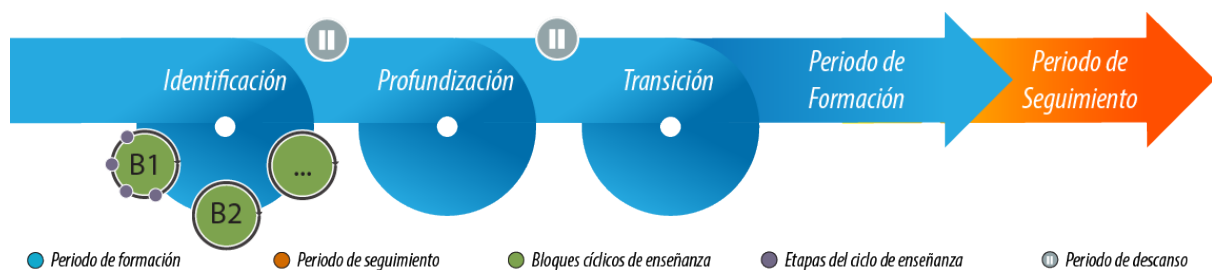 Identificación
Profundización
Transición
Periodo de
Formación
Periodo de
Seguimiento
B1
B2
...
Periodo de formación
Periodo de seguimiento
Bloques cíclicos de enseñanza
Etapas del ciclo de enseñanza
Periodo de descanso